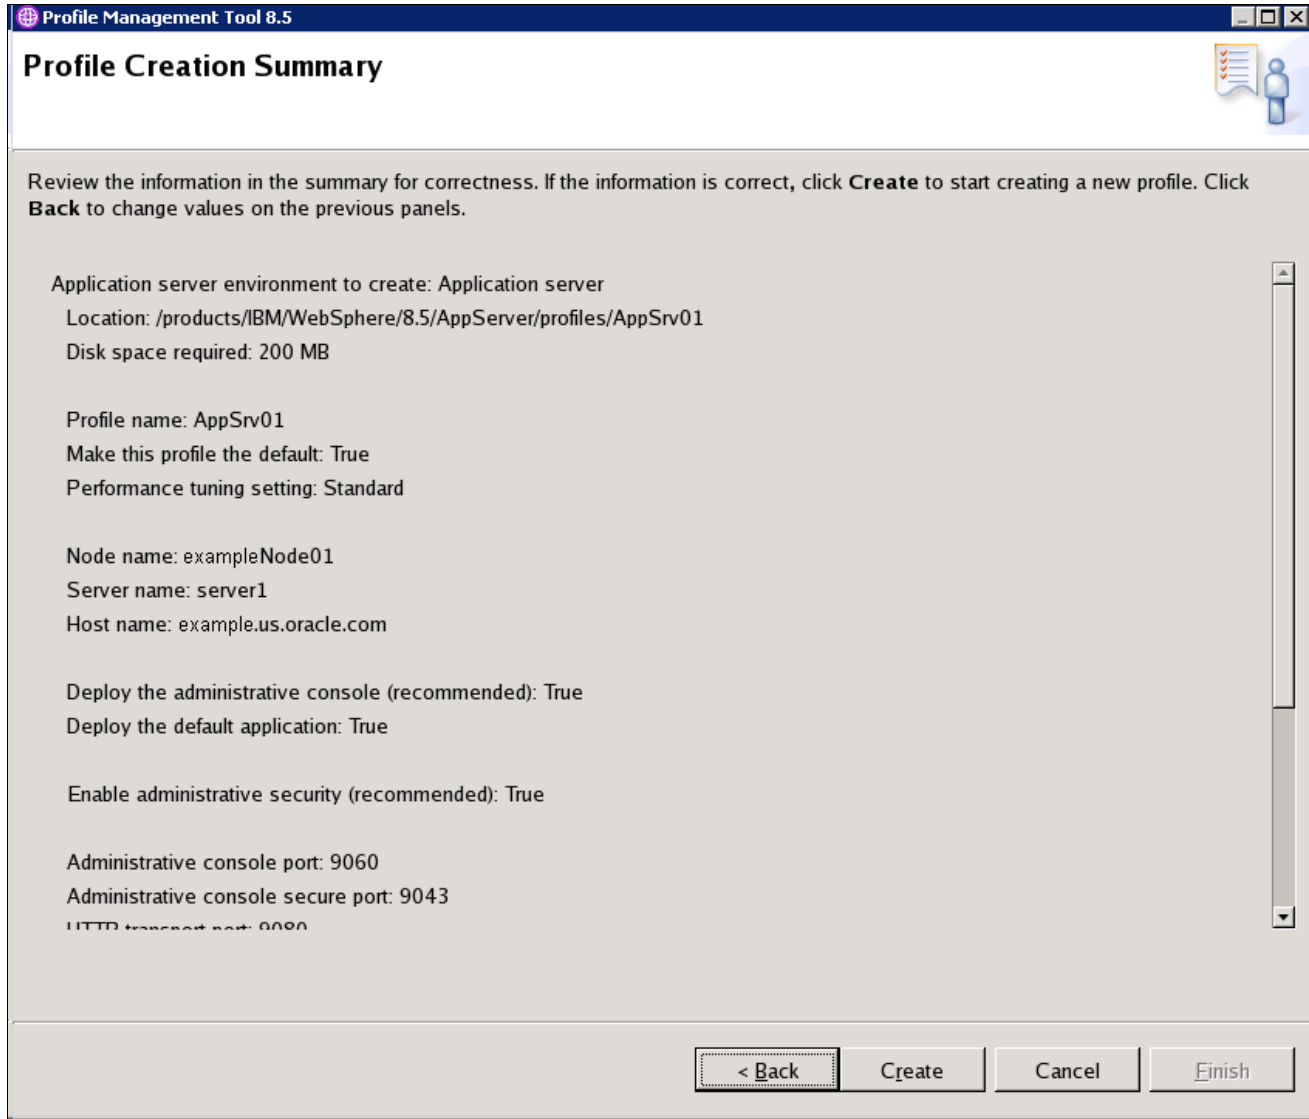 Profile Management Tool 8.5
Profile Creation Summary
Review the information in the summary for correctness. If the information is correct, click Create to start creating a new profile. Click
Back to change values on the previous panels.
Application server environment to create: Application server
Location: /products/IBM/WebSphere/8.5/AppServer/profiles/AppSrv01
Disk space required: 200 MB
Profile name: AppSrv01
Make this profile the default: True
Performance tuning setting: Standard
Node name: exampleNode01
Server name: server1
Host name: example.us.oracle.com
Deploy the administrative console (recommended): True
Deploy the default application: True
Enable administrative security (recommended): True
Administrative console port: 9060
Administrative console secure port: 9043
HTTP transport port: 9080
< Back Create Cancel Finish